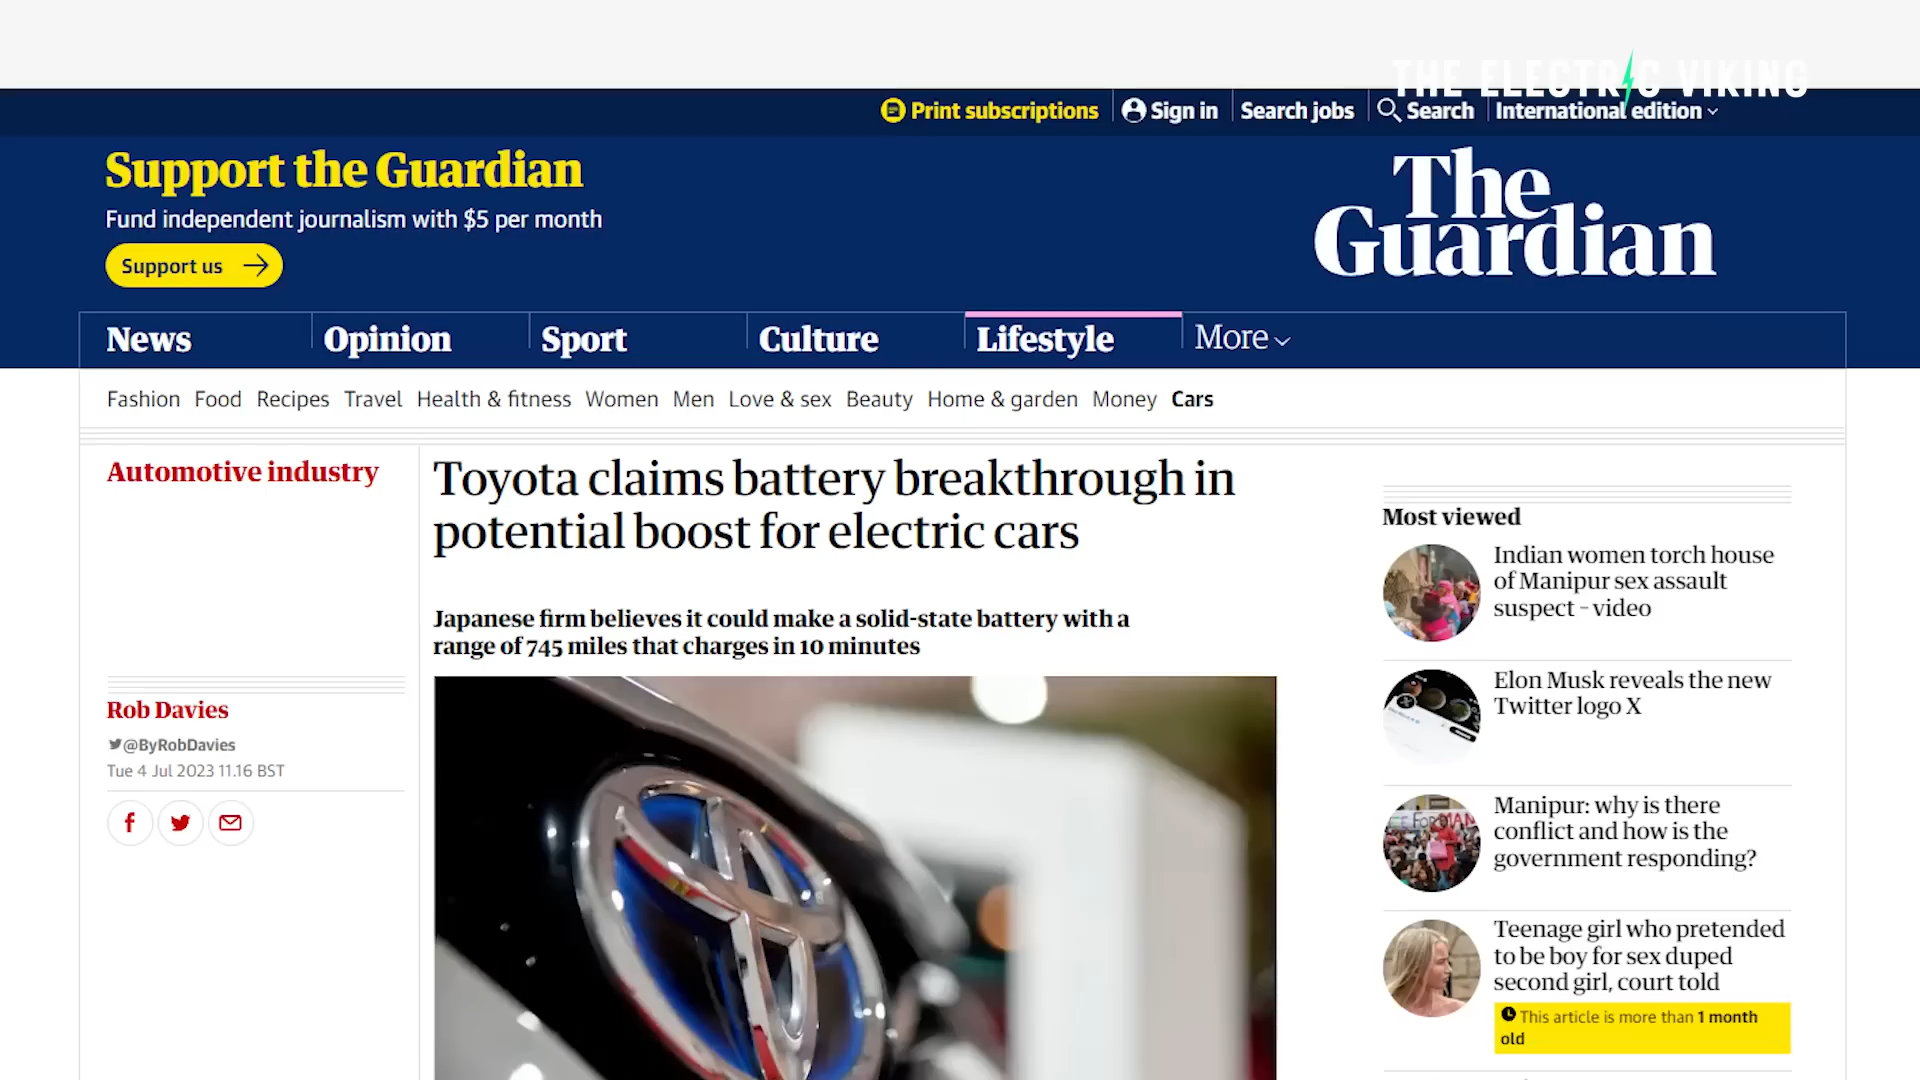 THE ELECTRIC VIKING
Print subscriptions
Sign in
Search jobs
Search
International edition
Support the Guardian
Fund independent journalism with $5 per month
Support us
The
Guardian
News
Opinion
Sport
Culture
Lifestyle
More
Fashion Food Recipes Travel Health & fitness Women Men Love & sex Beauty Home & garden Money Cars
Automotive industry
Toyota claims battery breakthrough in
potential boost for electric cars
Japanese firm believes it could make a solid-state battery with a
range of 745 miles that charges in 10 minutes
Rob Davies
@ByRobDavies
Tue 4 Jul 2023 11.16 BST
Most viewed
Indian women torch house
of Manipur sex assault
suspect – video
Elon Musk reveals the new
Twitter logo X
Manipur: why is there
conflict and how is the
government responding?
Teenage girl who pretended
to be boy for sex duped
second girl, court told
This article is more than 1 month
old